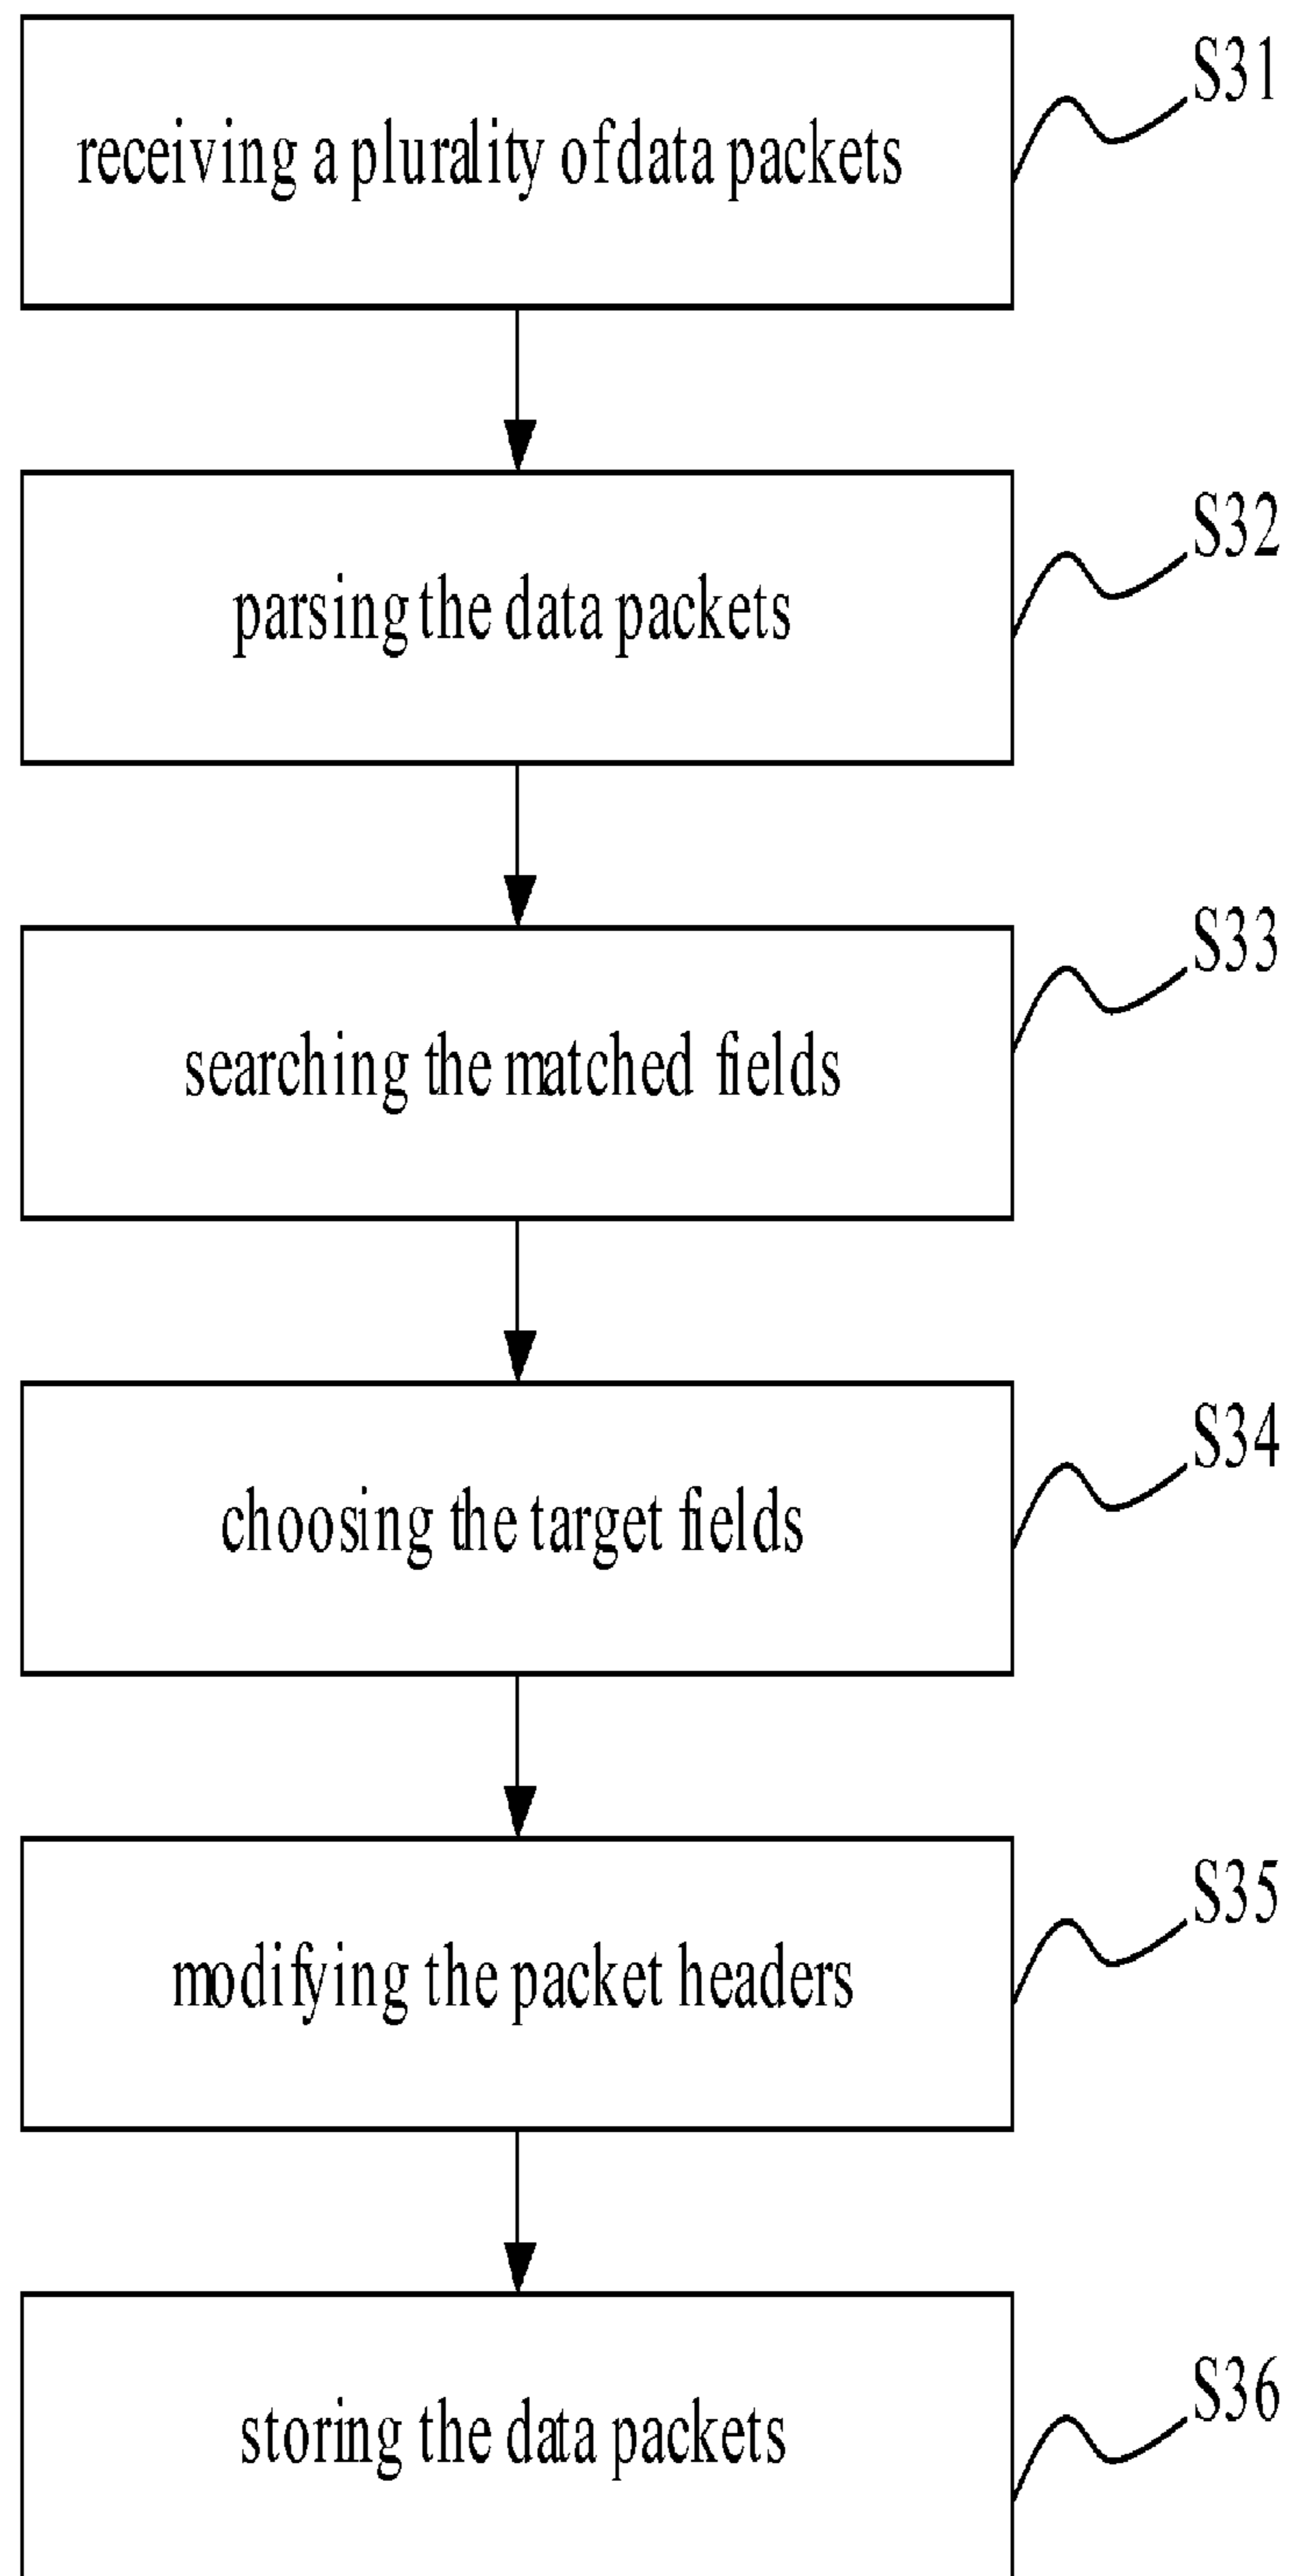 S31
receiving a plurality of data packets
S32
parsing the data packets
S33
searching the matched fields
S34
choosing the target fields
S35
modifying the packet headers
S36
storing the data packets